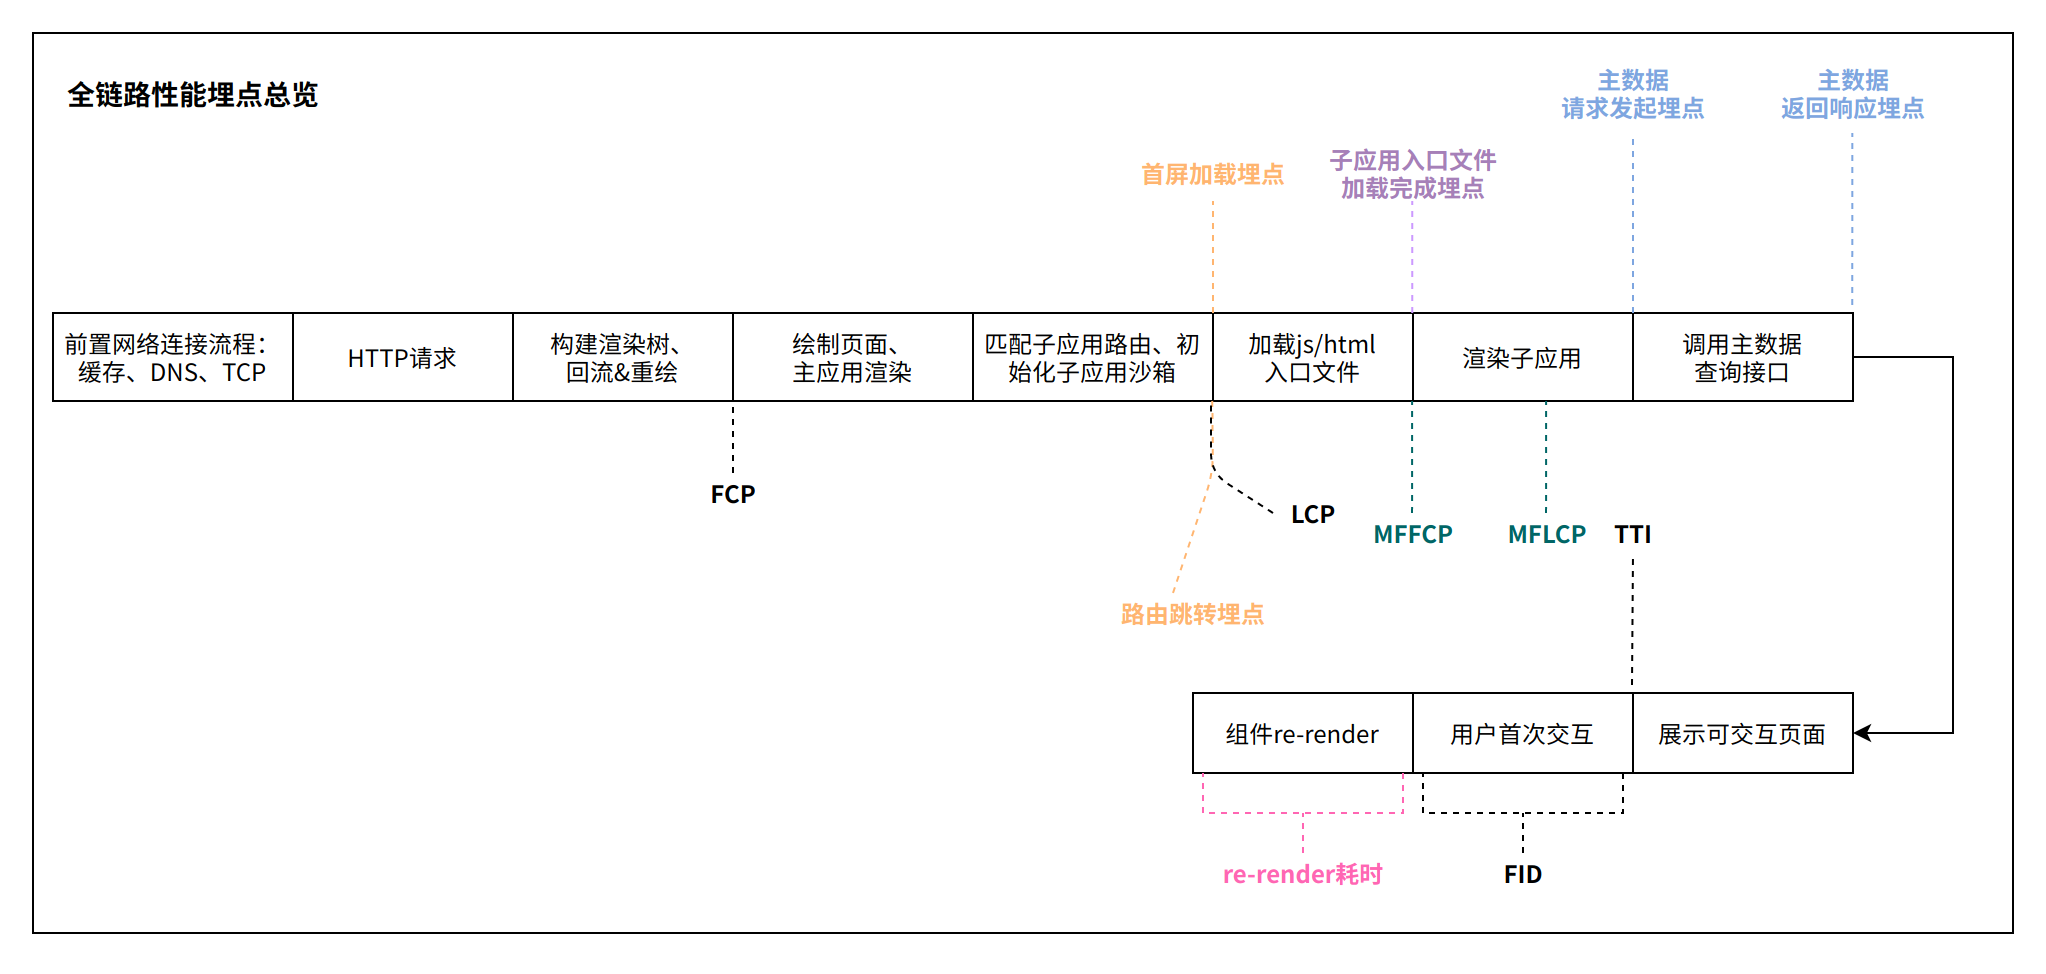 全链路性能埋点总览
主数据
请求发起埋点
主数据
返回响应埋点
首屏加载埋点
子应用入口文件
加载完成埋点
前置网络连接流程：
缓存、DNS、TCP
HTTP请求
构建渲染树、
回流&重绘
绘制页面、
主应用渲染
匹配子应用路由、初
始化子应用沙箱
加载js/html
入口文件
渲染子应用
调用主数据
查询接口
FCP
LCP
MFFCP
MFLCP
TTI
路由跳转埋点
组件re-render
用户首次交互
展示可交互页面
re-render耗时
FID